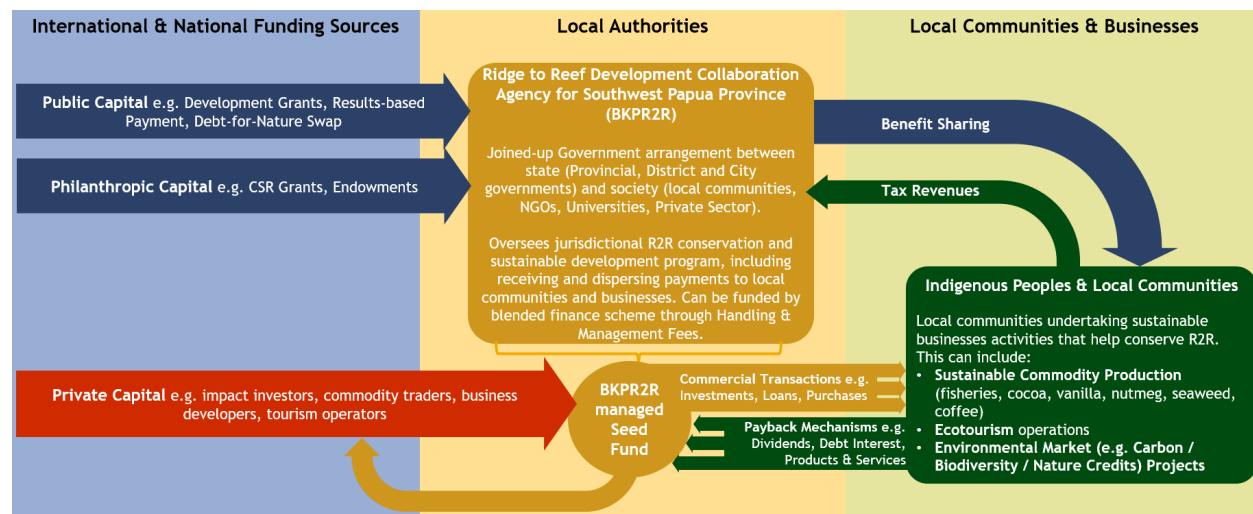 International & National Funding Sources
Local Authorities
Local Communities & Businesses
Public Capital e.g. Development Grants, Results-based
Payment, Debt-for-Nature Swap
Philanthropic Capital e.g. CSR Grants, Endowments
Private Capital e.g. impact investors, commodity traders, business
developers, tourism operators
Ridge to Reef Development Collaboration
Agency for Southwest Papua Province
(BKPR2R)
Joined-up Government arrangement between
state (Provincial, District and City
governments) and society (local communities,
NGOs, Universities, Private Sector).
Oversees jurisdictional R2R conservation and
sustainable development program, including
receiving and dispersing payments to local
communities and businesses. Can be funded by
blended finance scheme through Handling &
Management Fees.
BKPR2R
managed
Seed
Fund
Benefit Sharing
Tax Revenues
Commercial Transactions e.g.
Investments, Loans, Purchases
Payback Mechanisms e.g.
Dividends, Debt Interest,
Products & Services
Indigenous Peoples & Local Communities
Local communities undertaking sustainable
businesses activities that help conserve R2R.
This can include:
• Sustainable Commodity Production
(fisheries, cocoa, vanilla, nutmeg, seaweed,
coffee)
• Ecotourism operations
• Environmental Market (e.g. Carbon /
Biodiversity / Nature Credits) Projects